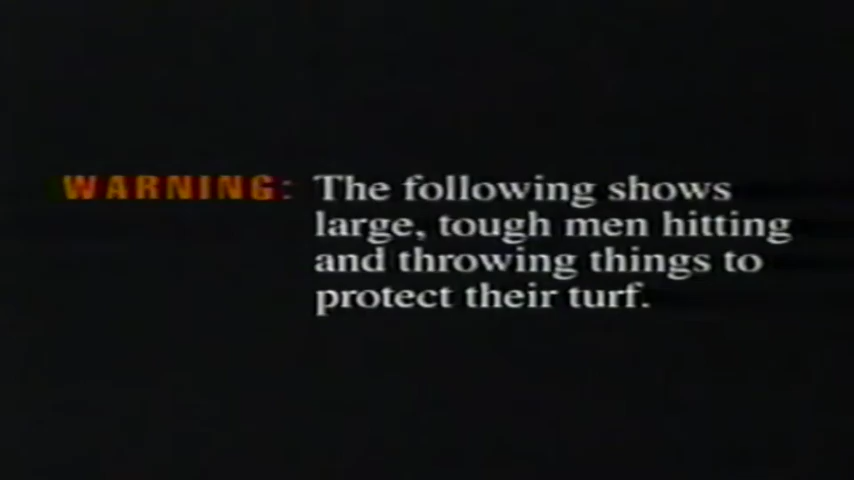 WARNING: The following shows
large, tough men hitting
and throwing things to
protect their turf.